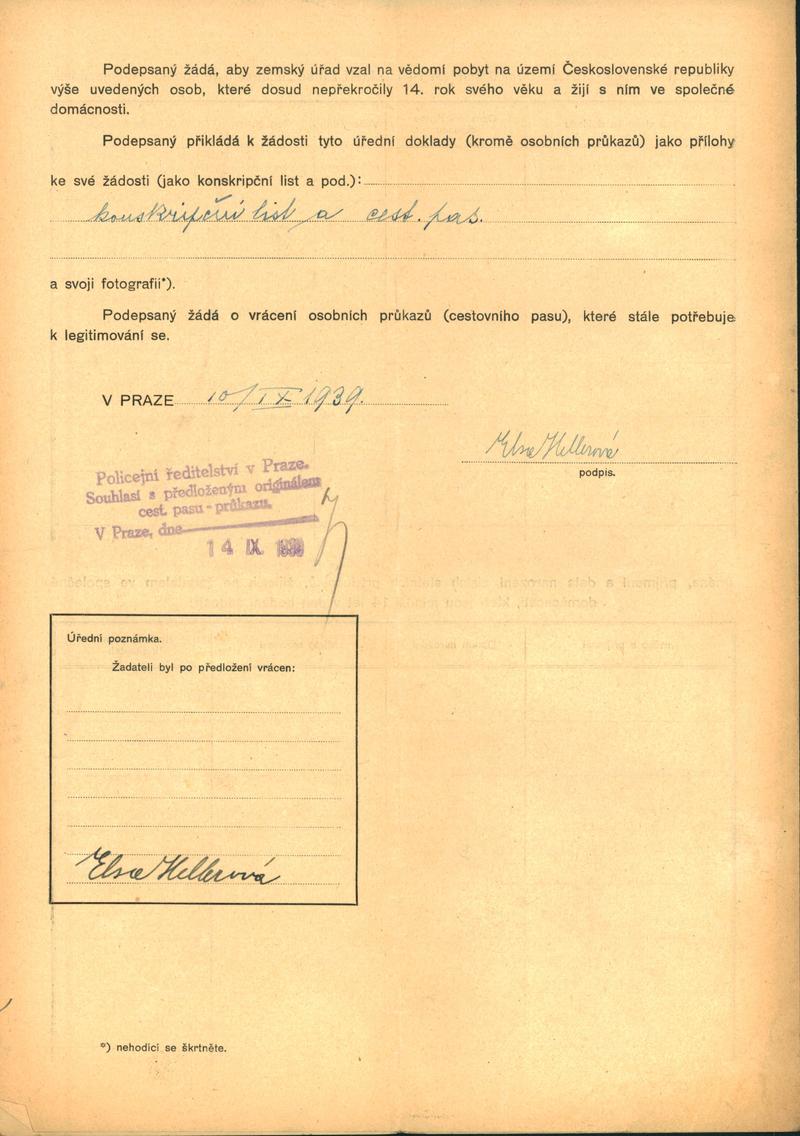 Podepsaný žádá, aby zemský úřad vzal na vědomí pobyt na území Československé republiky
výše uvedených osob, které dosud nepřekročily 14. rok svého věku a žijí s ním ve společné
domácnosti.
Podepsaný přikládá k žádosti tyto úřední doklady (kromě osobních průkazů) jako přílohy
ke své žádosti (jako konskripční list a pod.):
konskripční list a cest. pas.
a svoji fotografii*).
Podepsaný žádá o vrácení osobních průkazů (cestovního pasu), které stále potřebuje
k legitimování se.
V PRAZE 10/IX 1939.
Elsa Hellerová
podpis.
Policejní ředitelství v Praze.
Souhlasí s předloženým originálem
cest. pasu - průkazu.
V Praze, dne
14 IX. 1939
Úřední poznámka.
Žadateli byl po předložení vrácen:
Elsa Hellerová
*) nehodící se škrtněte.